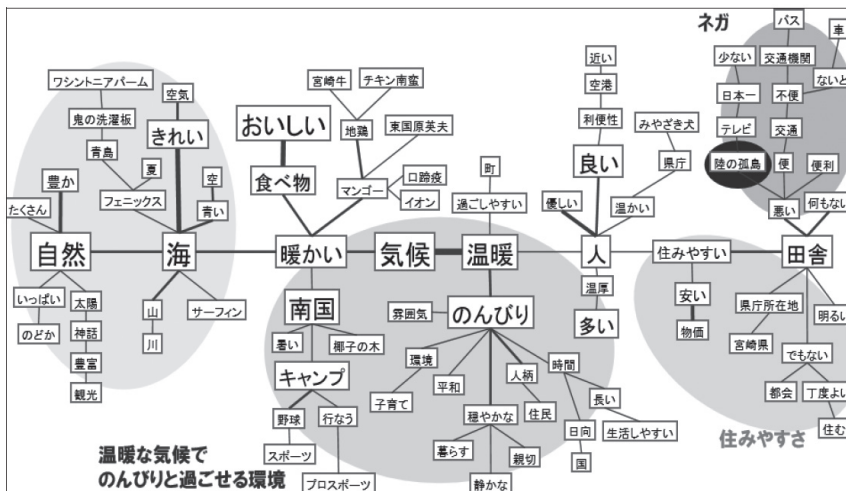 ネガ
バス
車
近い
少ない
交通機関
ないと
ワシントニアパーム
空気
宮崎牛
チキン南蛮
空港
日本一
不便
鬼の洗濯板
きれい
おいしい
地鶏
東国原英夫
利便性
みやざき犬
テレビ
交通
青島
夏
空
食べ物
マンゴー
口蹄疫
イオン
町
良い
県庁
陸の孤島
便
便利
豊か
フェニックス
青い
過ごしやすい
優しい
温かい
悪い
何もない
たくさん
自然
海
暖かい
気候
温暖
人
住みやすい
田舎
いっぱい
太陽
山
サーフィン
南国
雰囲気
のんびり
温厚
安い
県庁所在地
明るい
のどか
神話
川
暑い
椰子の木
多い
物価
宮崎県
でもない
豊富
キャンプ
環境
平和
人柄
時間
都会
丁度よい
観光
野球
行なう
子育て
穏やかな
住民
長い
住む
スポーツ
暮らす
親切
日向
生活しやすい
住みやすさ
プロスポーツ
静かな
国
温暖な気候で
のんびりと過ごせる環境